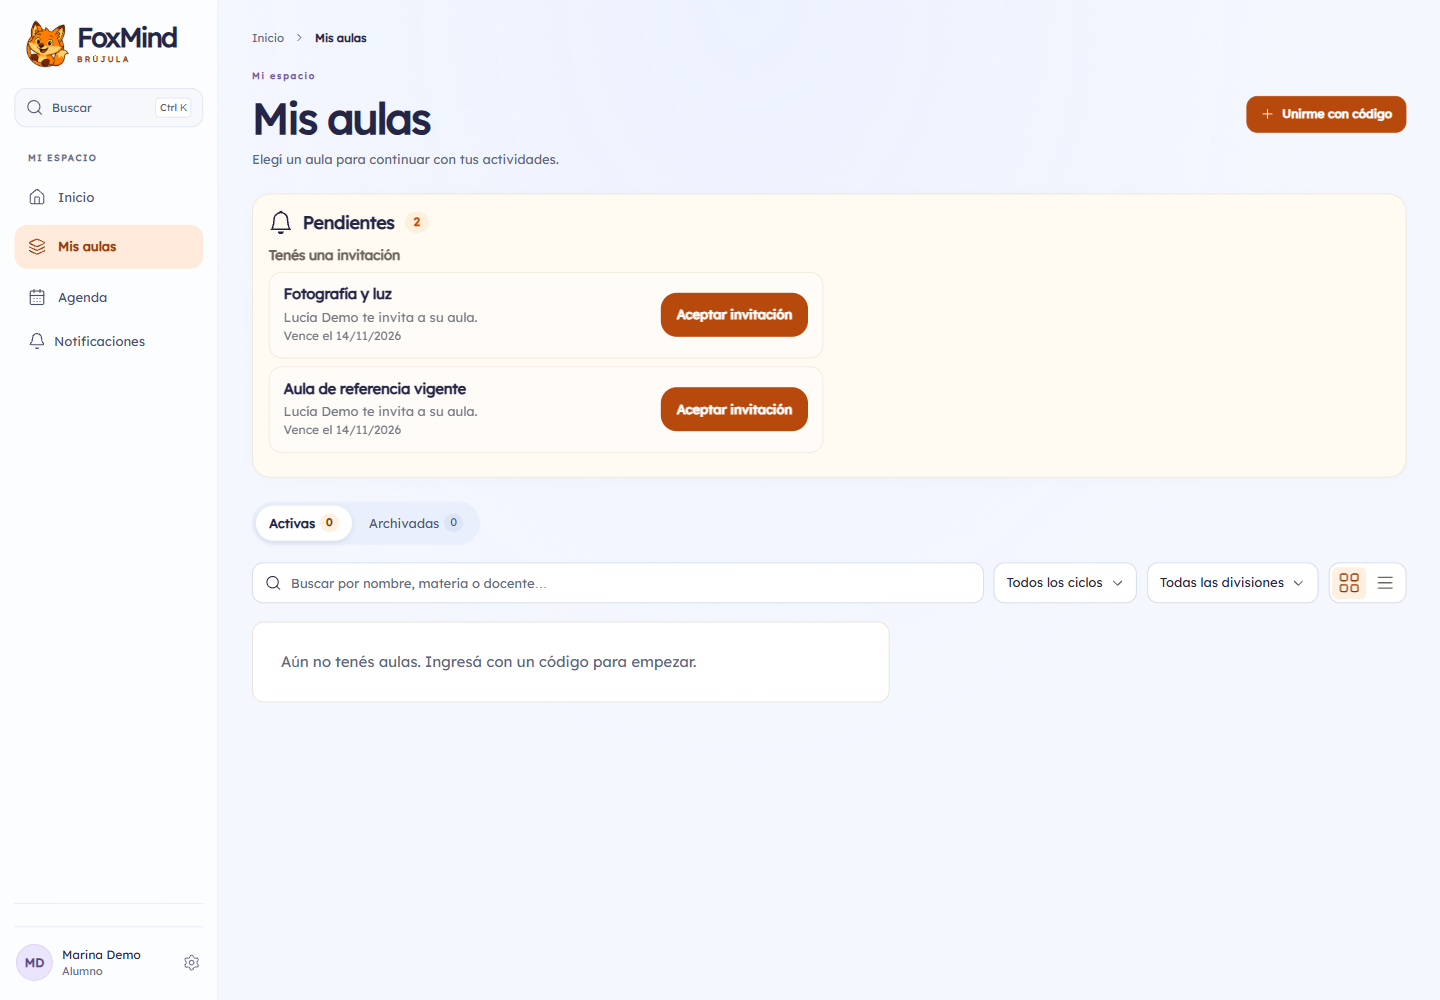 FoxMind
BRÚJULA
Buscar
Ctrl K
MI ESPACIO
Inicio
Mis aulas
Agenda
Notificaciones
MD
Marina Demo
Alumno
Inicio
Mis aulas
Mi espacio
Mis aulas
Elegí un aula para continuar con tus actividades.
Unirme con código
Pendientes 2
Tenés una invitación
Fotografía y luz
Lucía Demo te invita a su aula.
Vence el 14/11/2026
Aceptar invitación
Aula de referencia vigente
Lucía Demo te invita a su aula.
Vence el 14/11/2026
Aceptar invitación
Activas 0
Archivadas 0
Buscar por nombre, materia o docente...
Todos los ciclos
Todas las divisiones
Aún no tenés aulas. Ingresá con un código para empezar.